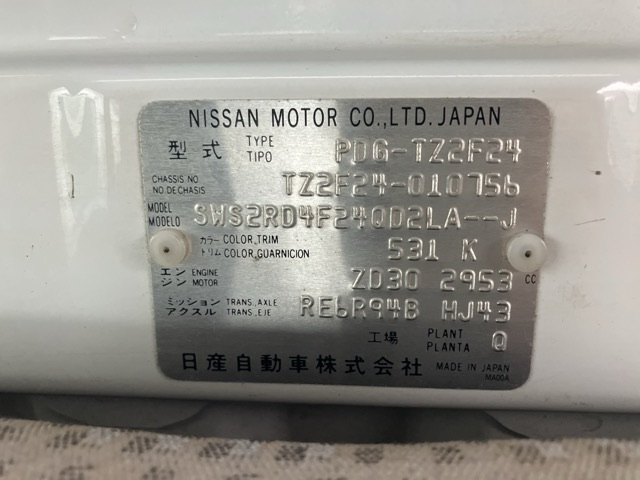 NISSAN MOTOR CO.,LTD. JAPAN
型式 TYPE TIPO PDG-TZ2F24
CHASSIS NO NO.DE CHASIS TZ2F24-010756
MODEL MODELO SWS2RD4F24QD2LA--J
カラー COLOR,TRIM トリム COLOR,GUARNICION 531 K
エンジン ENGINE MOTOR ZD30 2953 CC
ミッション TRANS.,AXLE アクスル TRANS.,EJE RE6R94B HJ43
工場 PLANT PLANTA Q
日産自動車株式会社 MADE IN JAPAN
MA00A